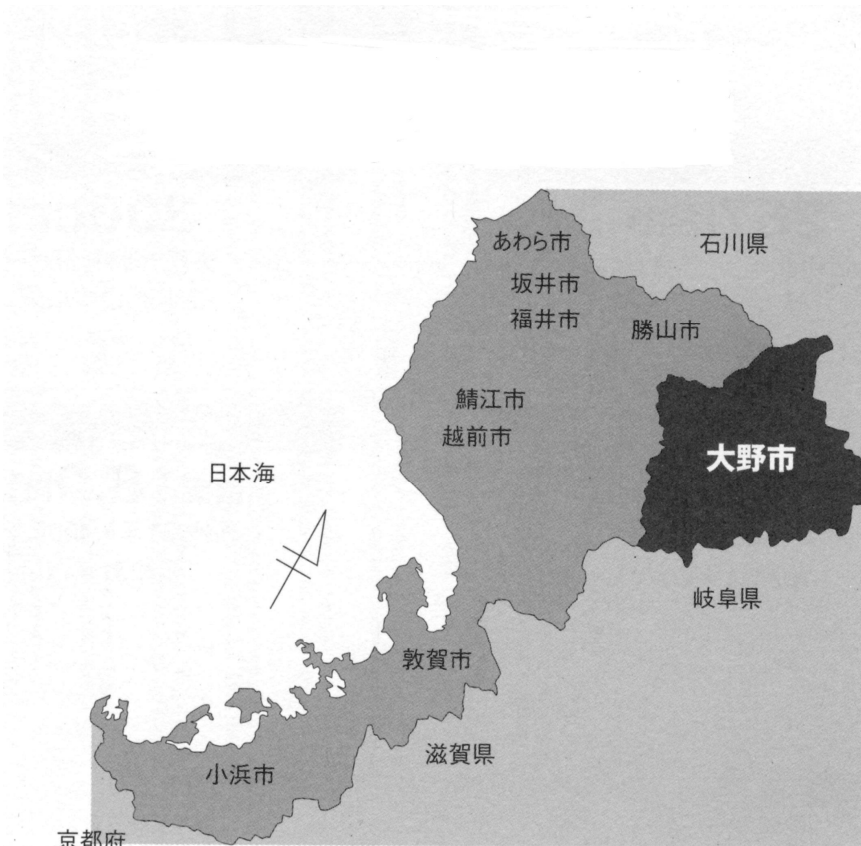 あわら市
石川県
坂井市
福井市
勝山市
鯖江市
越前市
大野市
日本海
岐阜県
敦賀市
滋賀県
小浜市
京都府